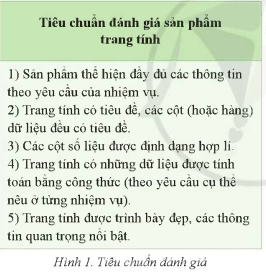 Tiêu chuẩn đánh giá sản phẩm
trang tính
1) Sản phẩm thể hiện đầy đủ các thông tin
theo yêu cầu của nhiệm vụ.
2) Trang tính có tiêu đề, các cột (hoặc hàng)
dữ liệu đều có tiêu đề.
3) Các cột số liệu được định dạng hợp lí.
4) Trang tính có những dữ liệu được tính
toán bằng công thức (theo yêu cầu cụ thể
nêu ở từng nhiệm vụ).
5) Trang tính được trình bày đẹp, các thông
tin quan trọng nổi bật.
Hình 1. Tiêu chuẩn đánh giá